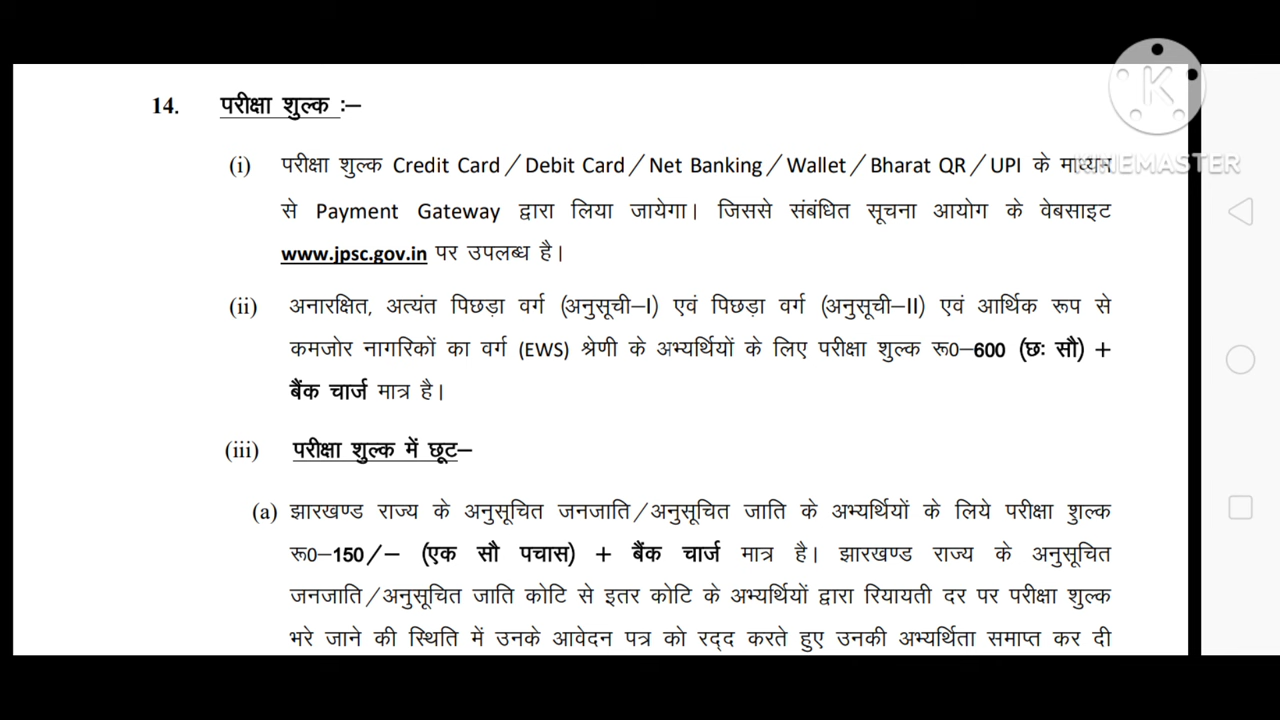 14. परीक्षा शुल्क :–
(i) परीक्षा शुल्क Credit Card / Debit Card / Net Banking / Wallet / Bharat QR / UPI के माध्यम
से Payment Gateway द्वारा लिया जायेगा। जिससे संबंधित सूचना आयोग के वेबसाइट
www.jpsc.gov.in पर उपलब्ध है।
(ii) अनारक्षित, अत्यंत पिछड़ा वर्ग (अनुसूची–I) एवं पिछड़ा वर्ग (अनुसूची–II) एवं आर्थिक रूप से
कमजोर नागरिकों का वर्ग (EWS) श्रेणी के अभ्यर्थियों के लिए परीक्षा शुल्क रू0–600 (छः सौ) +
बैंक चार्ज मात्र है।
(iii) परीक्षा शुल्क में छूट–
(a) झारखण्ड राज्य के अनुसूचित जनजाति / अनुसूचित जाति के अभ्यर्थियों के लिये परीक्षा शुल्क
रू0–150/– (एक सौ पचास) + बैंक चार्ज मात्र है। झारखण्ड राज्य के अनुसूचित
जनजाति / अनुसूचित जाति कोटि से इतर कोटि के अभ्यर्थियों द्वारा रियायती दर पर परीक्षा शुल्क
भरे जाने की स्थिति में उनके आवेदन पत्र को रद्द करते हुए उनकी अभ्यर्थिता समाप्त कर दी
K
KINEMASTER